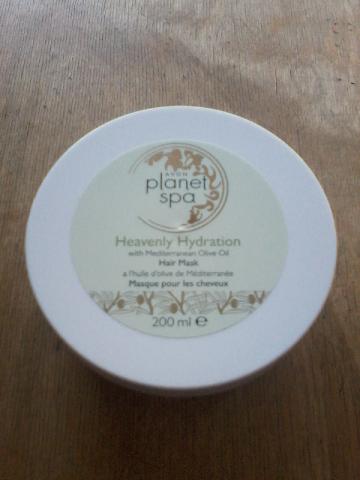 AVON
planet
spa
Heavenly Hydration
with Mediterranean Olive Oil
Hair Mask
a l'huile d'olive de Méditerranée
Masque pour les cheveux
200 ml e